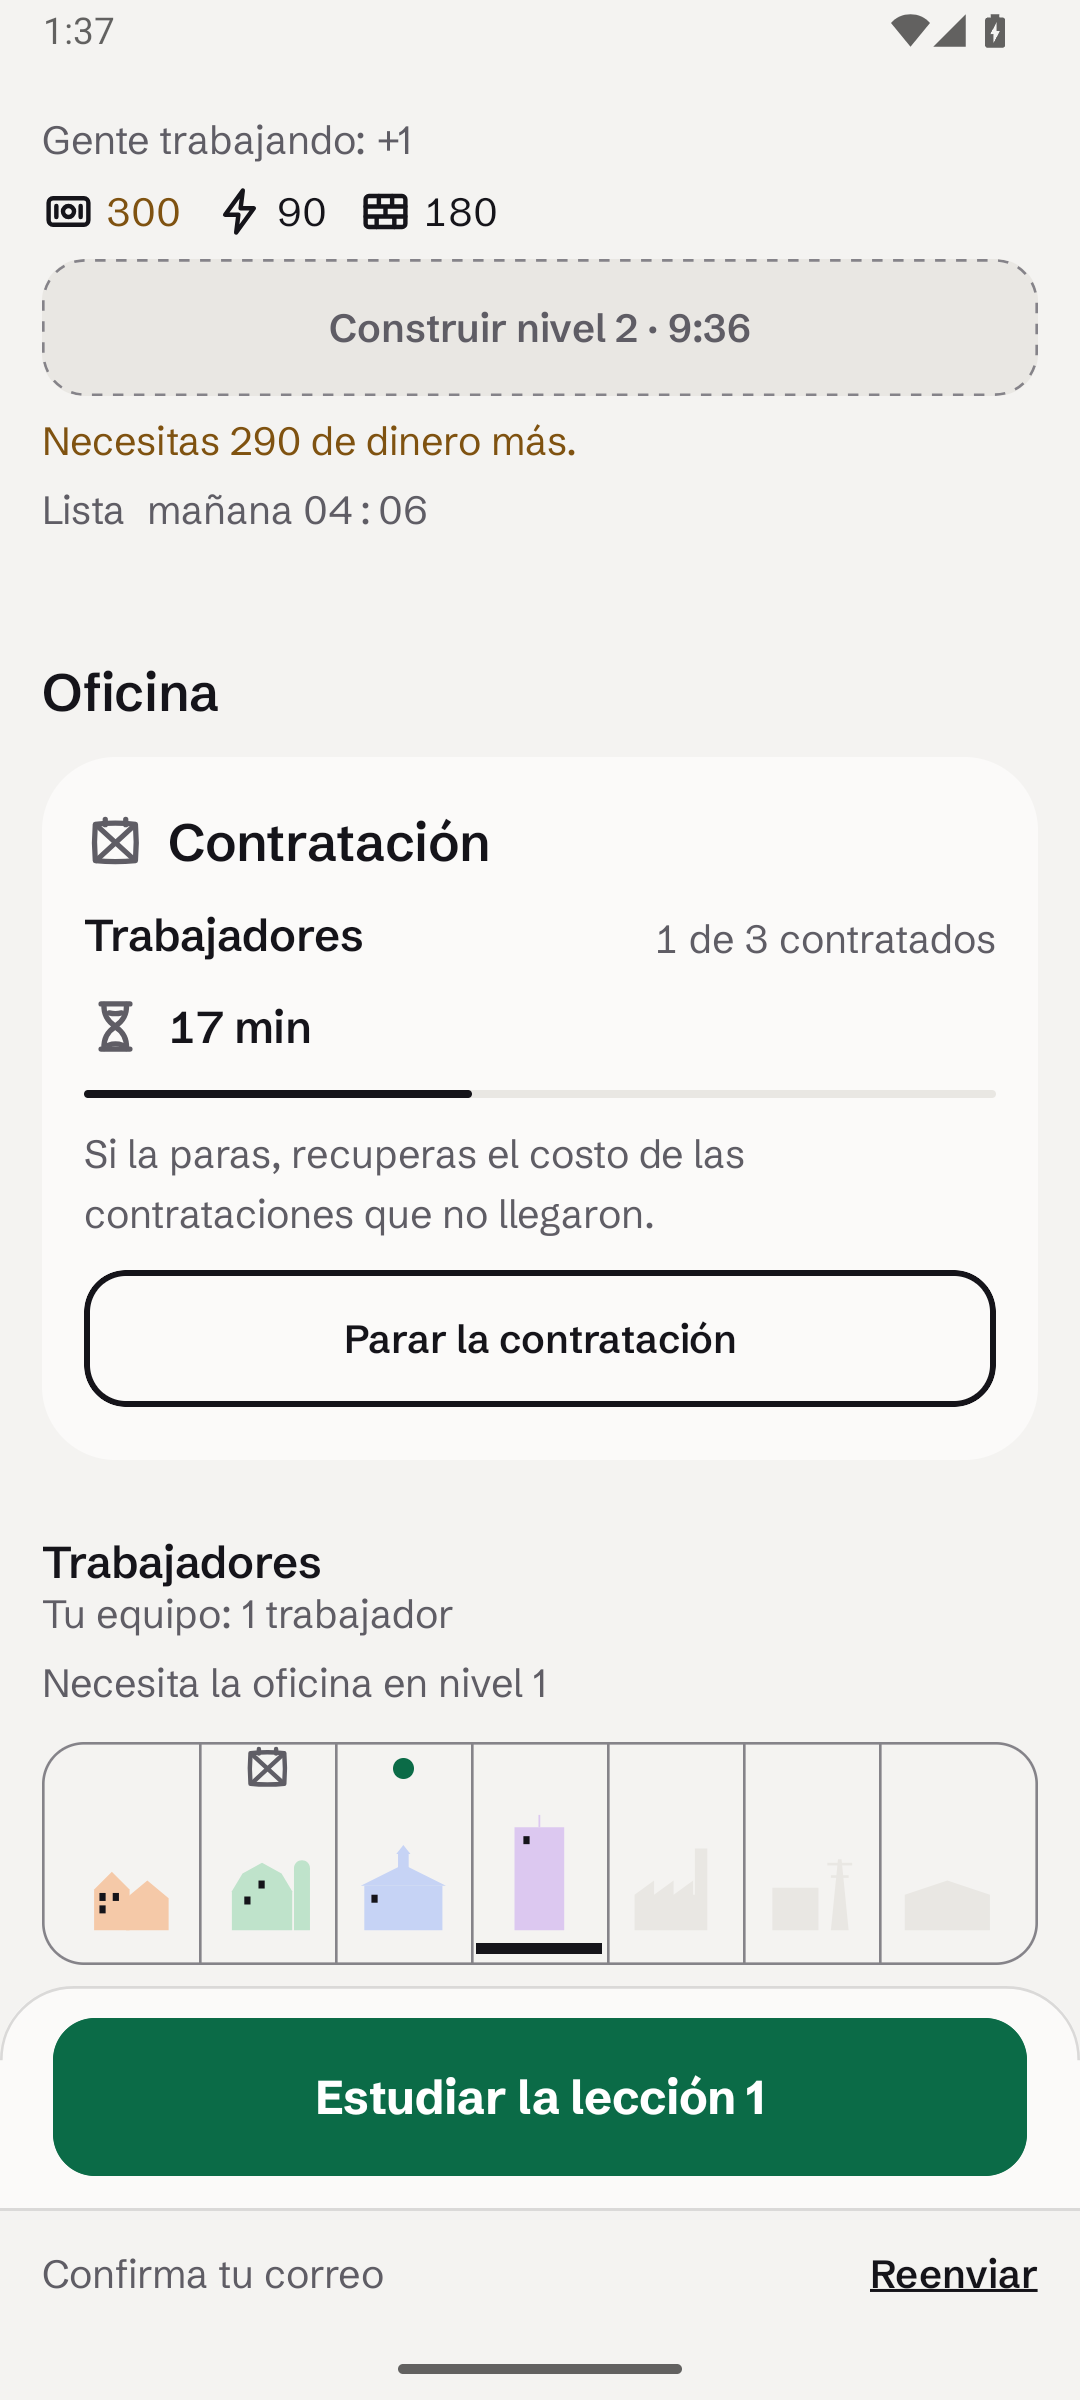 1:37
Gente trabajando: +1
300 90 180
Construir nivel 2 · 9:36
Necesitas 290 de dinero más.
Lista mañana 04:06
Oficina
Contratación
Trabajadores 1 de 3 contratados
17 min
Si la paras, recuperas el costo de las
contrataciones que no llegaron.
Parar la contratación
Trabajadores
Tu equipo: 1 trabajador
Necesita la oficina en nivel 1
Estudiar la lección 1
Confirma tu correo Reenviar